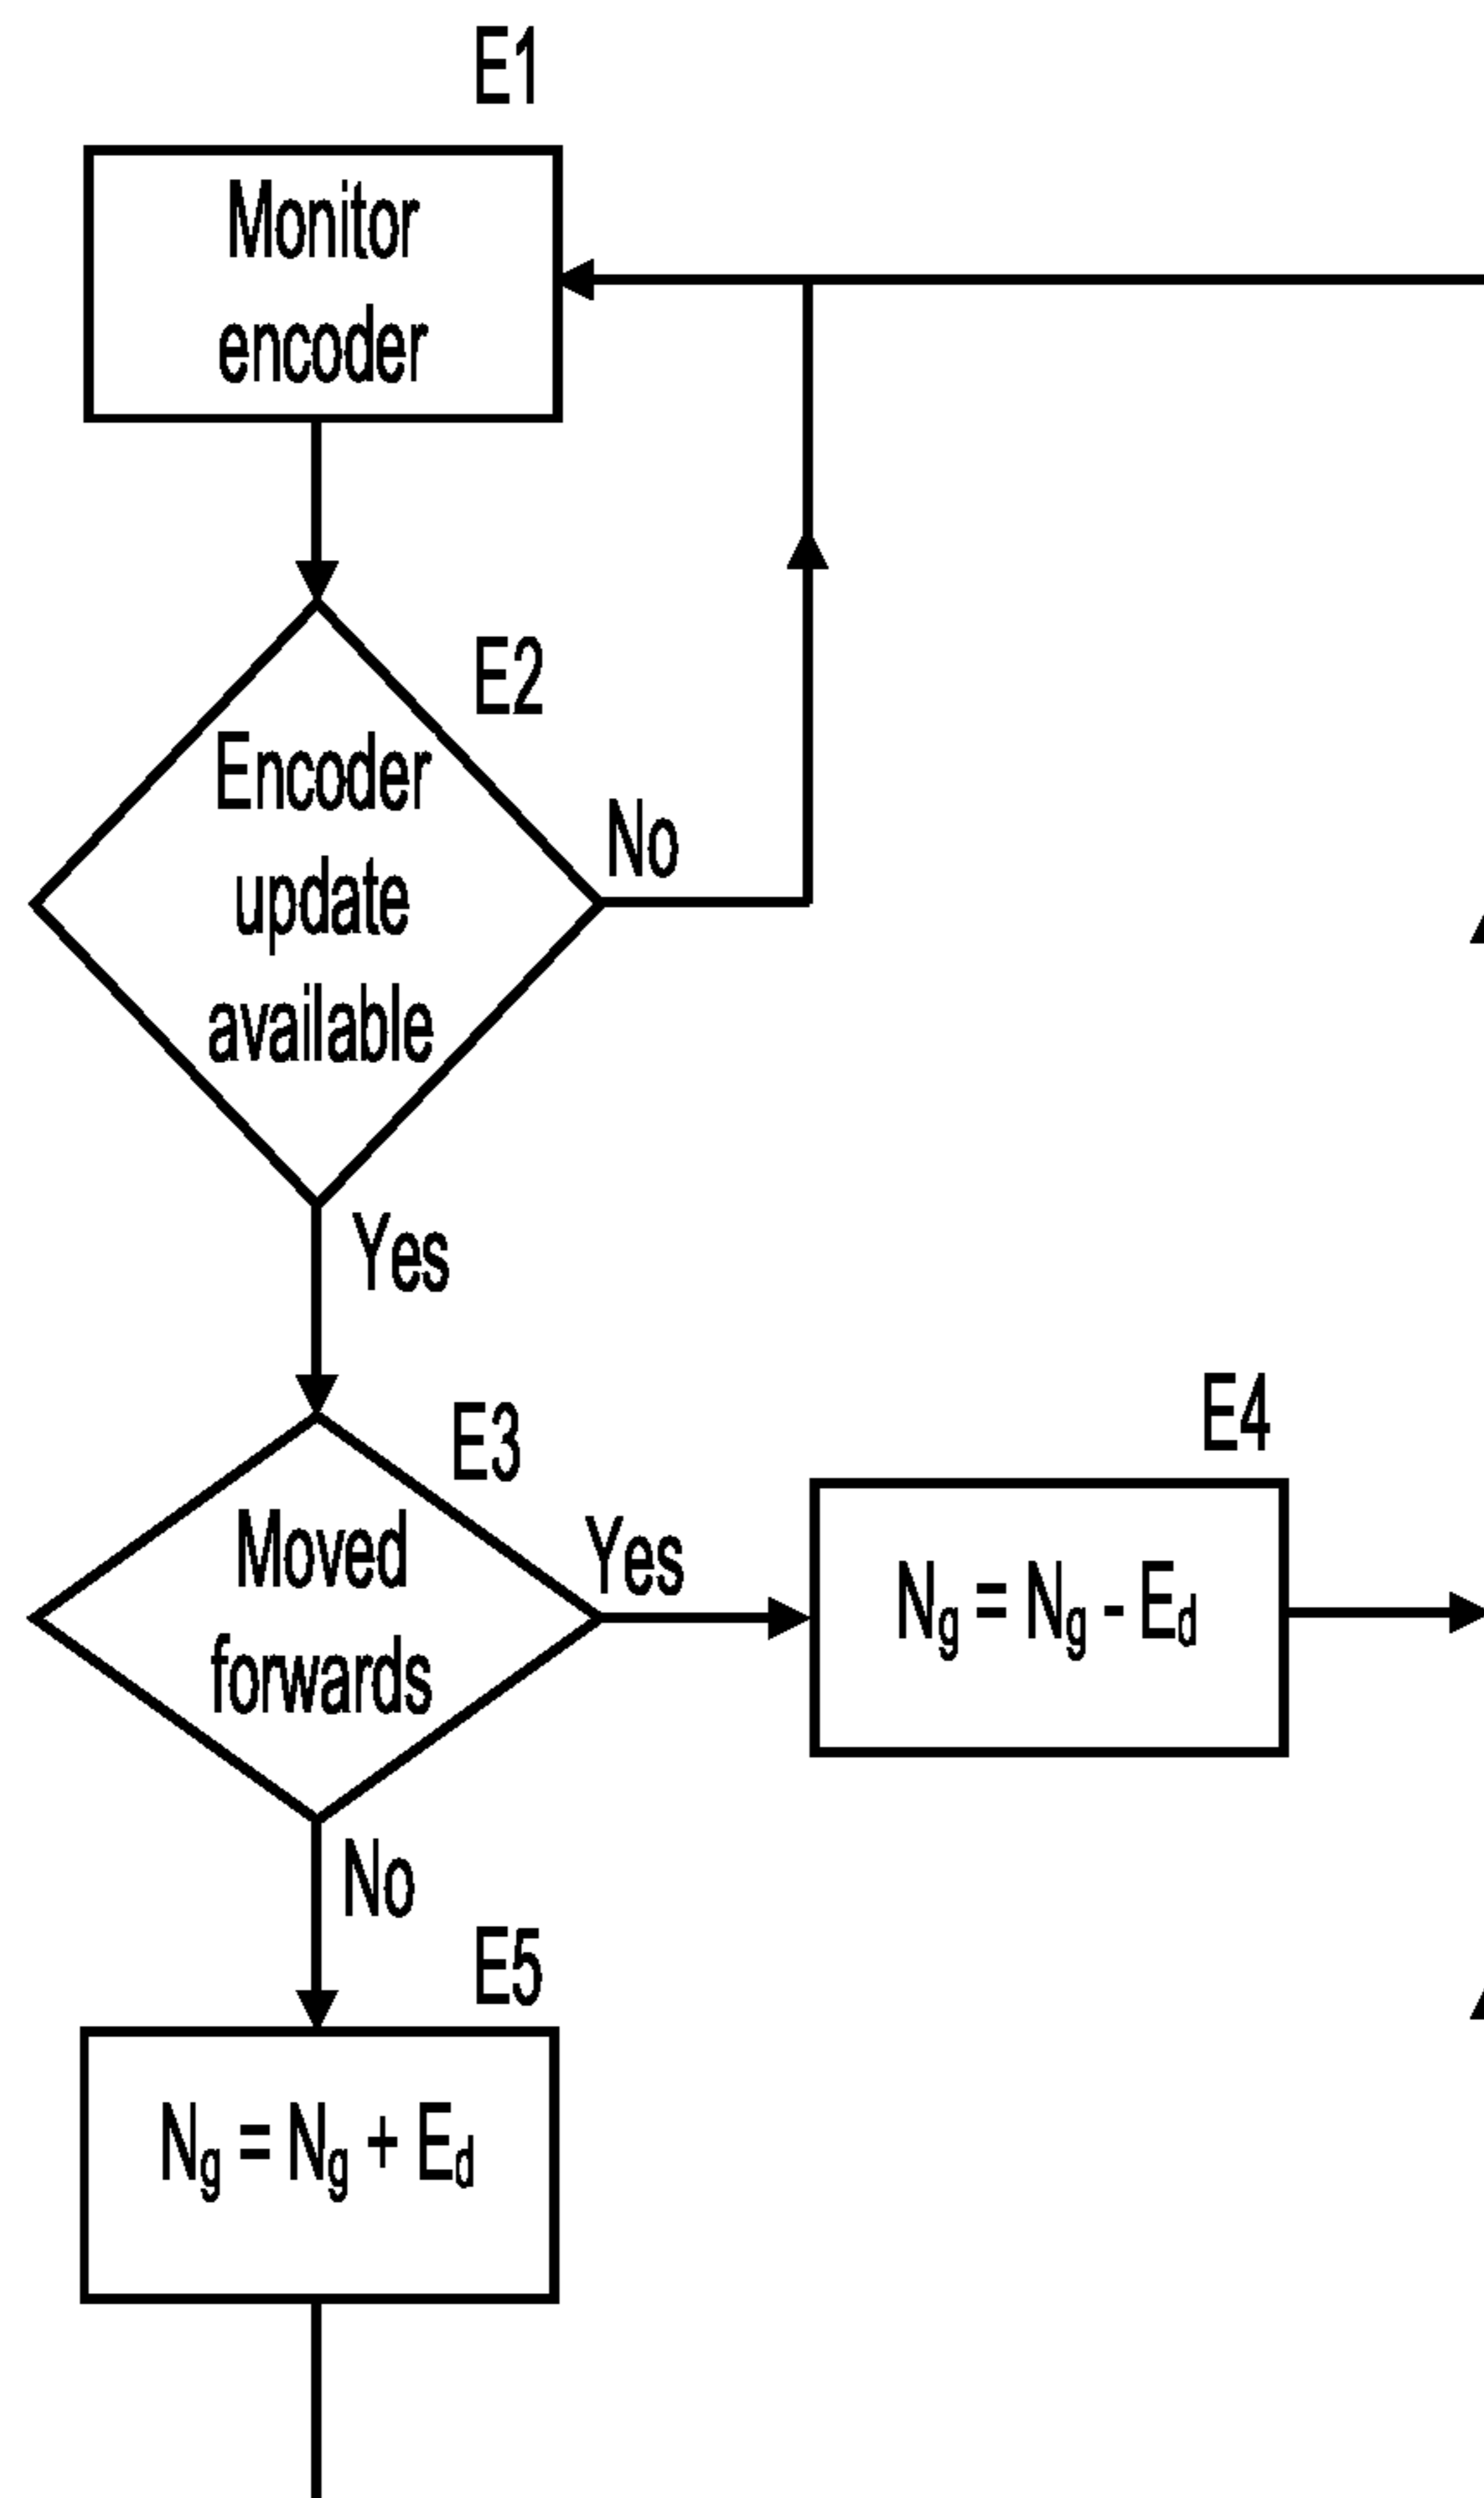 E1
Monitor
encoder
E2
Encoder
update
available
No
Yes
E3
Moved
forwards
Yes
E4
Ng = Ng - Ed
No
E5
Ng = Ng + Ed